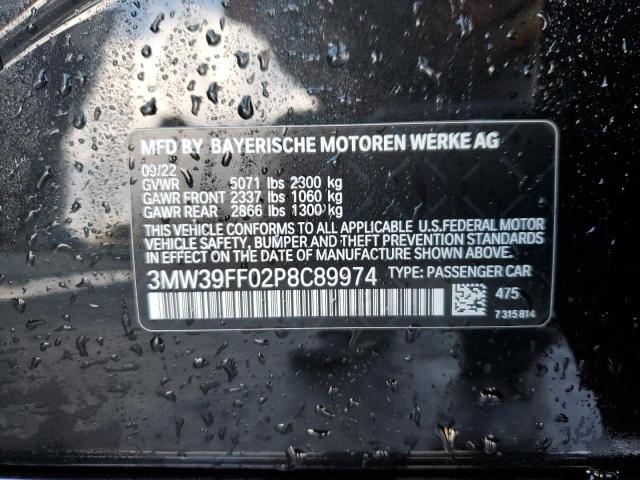 MFD BY BAYERISCHE MOTOREN WERKE AG
09/22
GVWR 5071 lbs 2300 kg
GAWR FRONT 2337 lbs 1060 kg
GAWR REAR 2866 lbs 1300 kg
THIS VEHICLE CONFORMS TO ALL APPLICABLE U.S.FEDERAL MOTOR
VEHICLE SAFETY, BUMPER AND THEFT PREVENTION STANDARDS
IN EFFECT ON THE DATE OF MANUFACTURE SHOWN ABOVE.
3MW39FF02P8C89974 TYPE: PASSENGER CAR
475
7 315 814